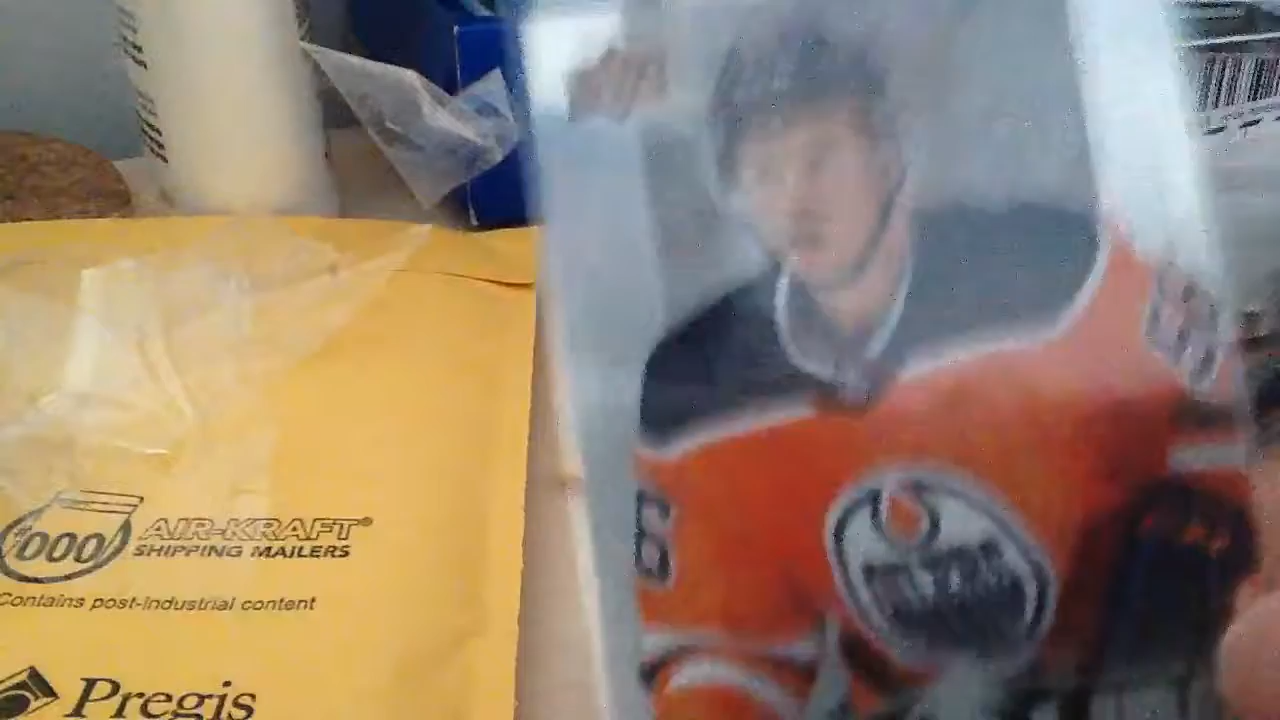 000
AIR-KRAFT®
SHIPPING MAILERS
Contains post-industrial content
Pregis